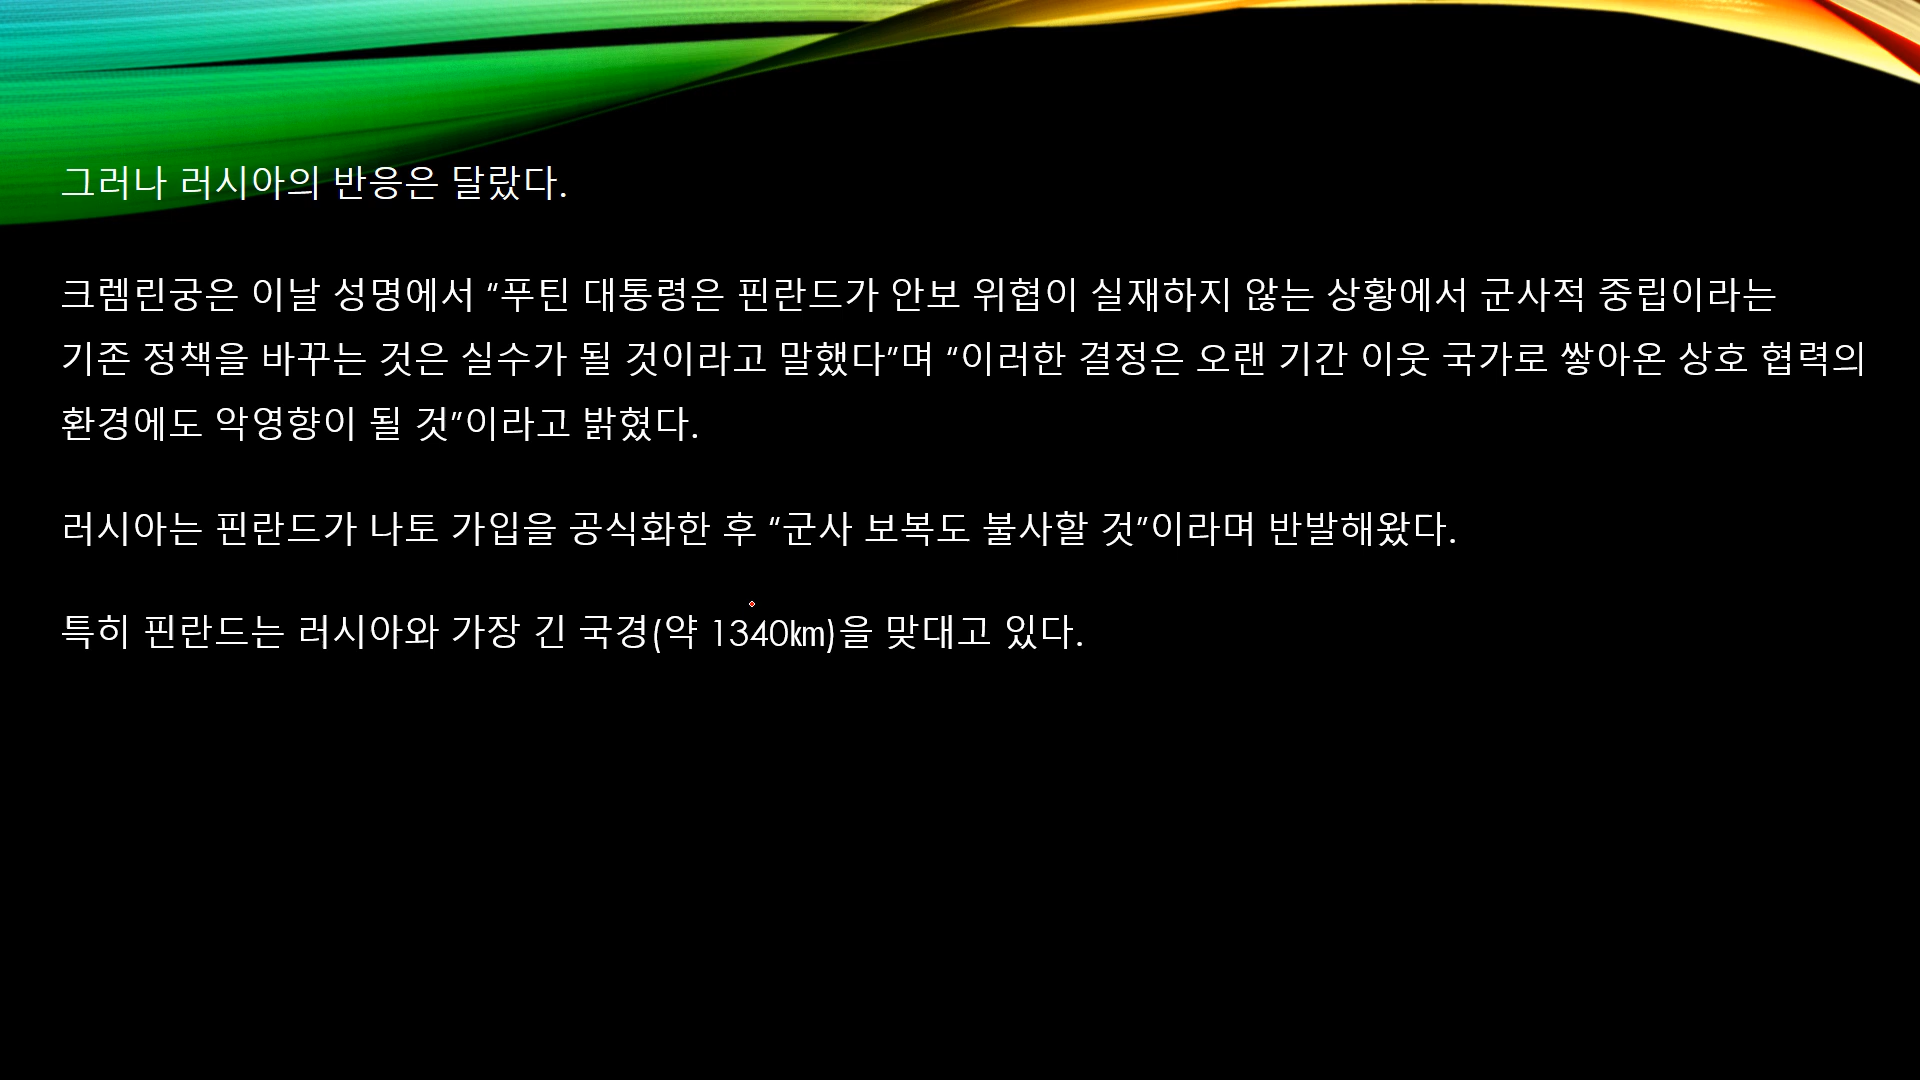 그러나 러시아의 반응은 달랐다.
크렘린궁은 이날 성명에서 “푸틴 대통령은 핀란드가 안보 위협이 실재하지 않는 상황에서 군사적 중립이라는
기존 정책을 바꾸는 것은 실수가 될 것이라고 말했다”며 “이러한 결정은 오랜 기간 이웃 국가로 쌓아온 상호 협력의
환경에도 악영향이 될 것”이라고 밝혔다.
러시아는 핀란드가 나토 가입을 공식화한 후 “군사 보복도 불사할 것”이라며 반발해왔다.
특히 핀란드는 러시아와 가장 긴 국경(약 1340㎞)을 맞대고 있다.